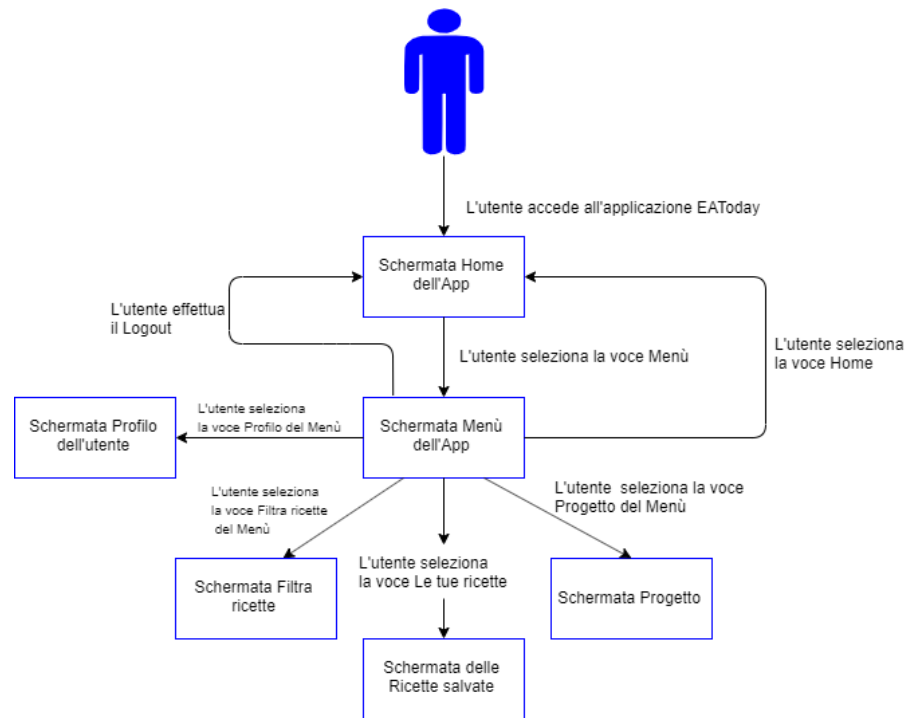 L'utente accede all'applicazione EAToday
Schermata Home
dell'App
L'utente effettua
il Logout
L'utente seleziona la voce Menù
L'utente seleziona
la voce Home
Schermata Profilo
dell'utente
L'utente seleziona
la voce Profilo del Menù
Schermata Menù
dell'App
L'utente seleziona
la voce Filtra ricette
del Menù
L'utente seleziona la voce
Progetto del Menù
L'utente seleziona
la voce Le tue ricette
Schermata Filtra
ricette
Schermata Progetto
Schermata delle
Ricette salvate